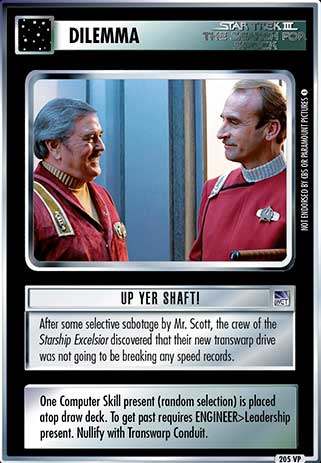 DILEMMA
STAR TREK III
THE SEARCH FOR
SPOCK
NOT ENDORSED BY CBS OR PARAMOUNT PICTURES
UP YER SHAFT!
After some selective sabotage by Mr. Scott, the crew of the
Starship Excelsior discovered that their new transwarp drive
was not going to be breaking any speed records.
One Computer Skill present (random selection) is placed
atop draw deck. To get past requires ENGINEER>Leadership
present. Nullify with Transwarp Conduit.
205 VP